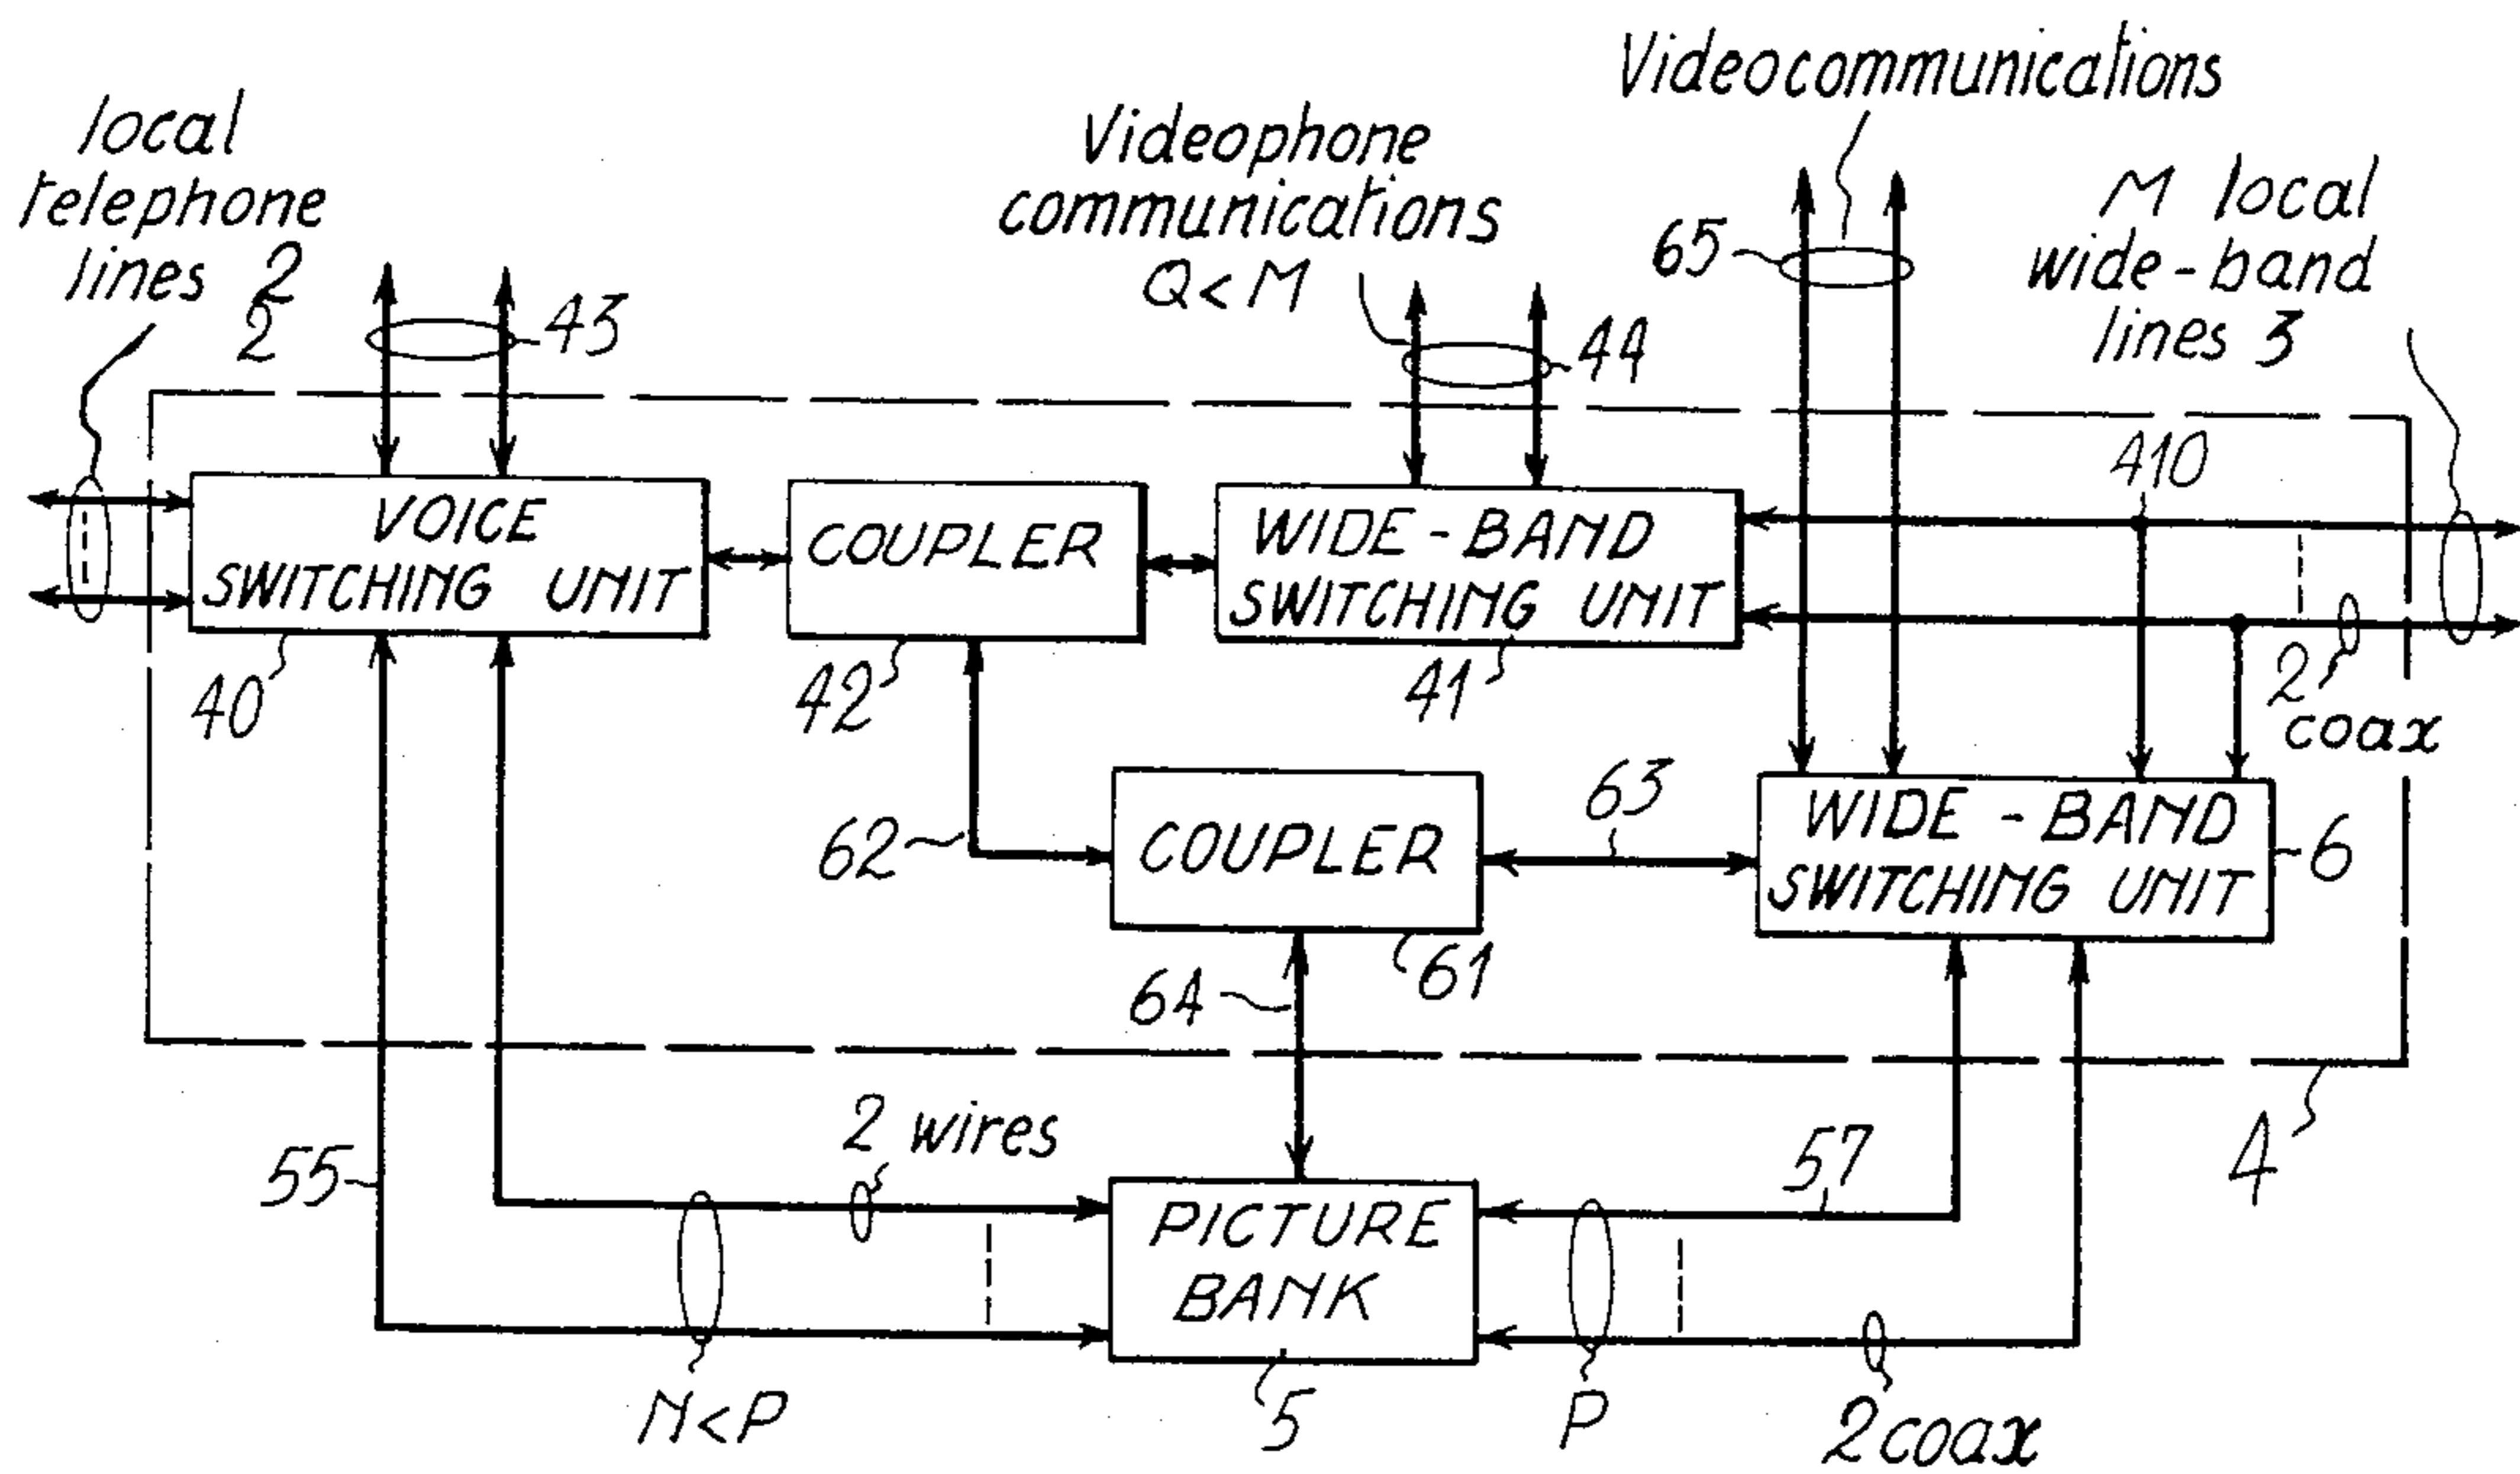 Videocommunications
local
telephone
lines 2
2
Videophone
communications
Q < M
M local
wide-band
lines 3
65
43
44
410
VOICE
SWITCHING UNIT
COUPLER
WIDE-BAND
SWITCHING UNIT
40
42
41
2
coax
62
COUPLER
63
WIDE-BAND
SWITCHING UNIT
6
64
61
55
2 wires
57
4
PICTURE
BANK
N<P
5
P
2 coax